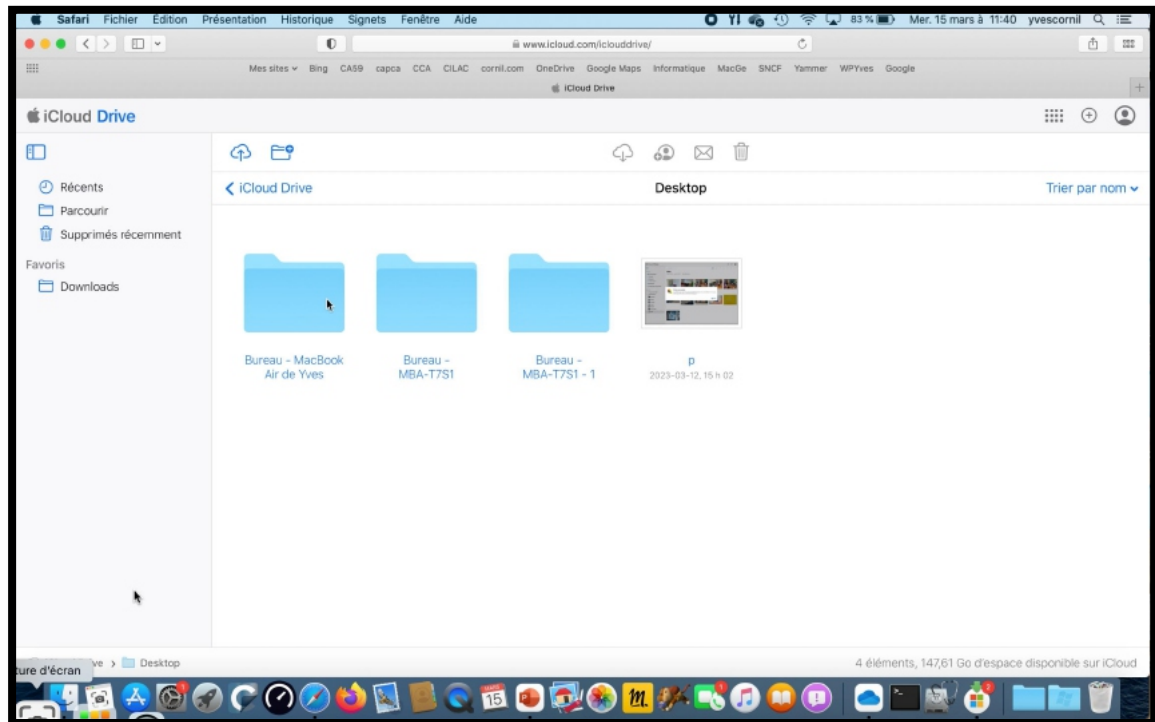 Safari Fichier Edition Présentation Historique Signets Fenêtre Aide 83 % Mer. 15 mars à 11:40 yvescornil
www.icloud.com/iclouddrive/
Mes sites Bing CA59 capca CCA CILAC cornil.com OneDrive Google Maps Informatique MacGe SNCF Yammer WPYves Google
iCloud Drive
iCloud Drive
Récents
Parcourir
Supprimés récemment
Favoris
Downloads
iCloud Drive Desktop Trier par nom
Bureau - MacBook
Air de Yves
Bureau -
MBA-T7S1
Bureau -
MBA-T7S1 - 1
p
2023-03-12, 15 h 02
ve › Desktop
4 éléments, 147,61 Go d'espace disponible sur iCloud
ture d'écran
MARS
15